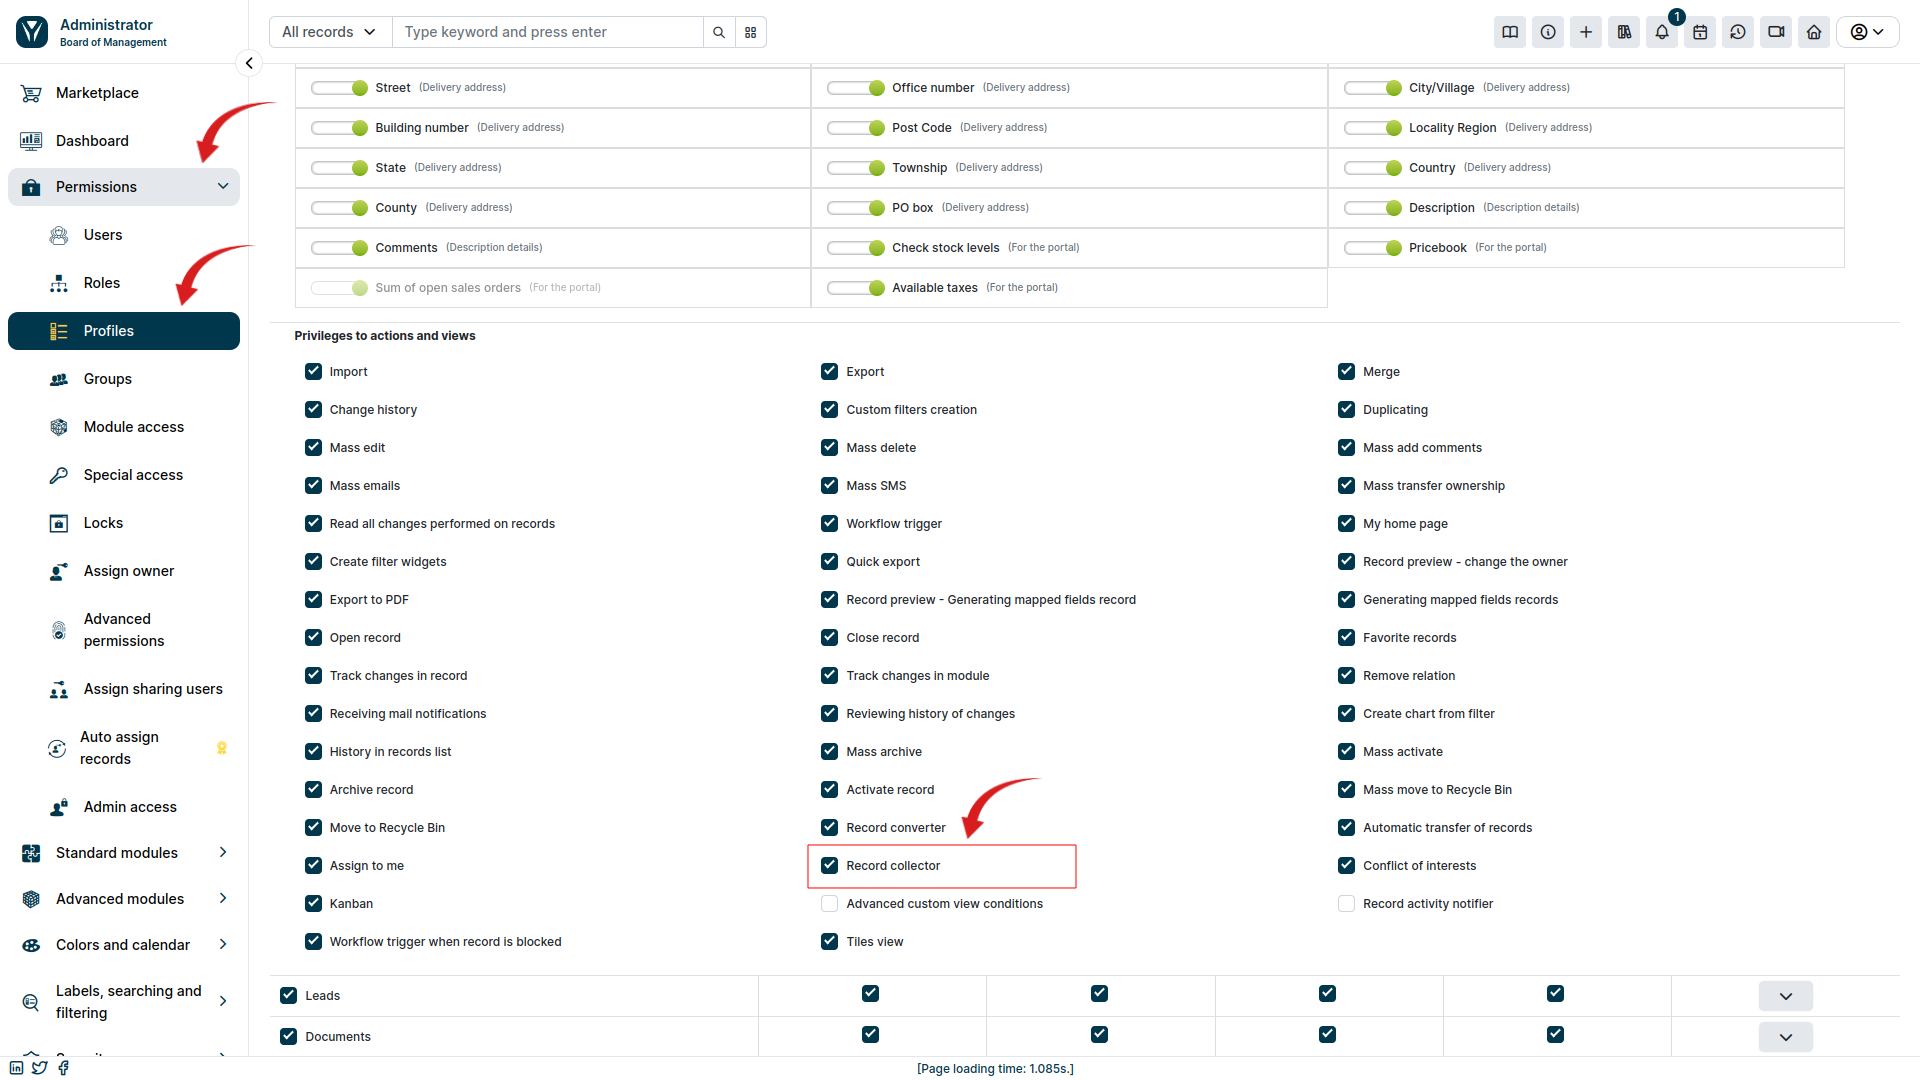 Administrator
Board of Management
All records
Type keyword and press enter
1
Marketplace
Dashboard
Permissions
Users
Roles
Profiles
Groups
Module access
Special access
Locks
Assign owner
Advanced
permissions
Assign sharing users
Auto assign
records
Admin access
Standard modules
Advanced modules
Colors and calendar
Labels, searching and
filtering
Street (Delivery address)
Office number (Delivery address)
City/Village (Delivery address)
Building number (Delivery address)
Post Code (Delivery address)
Locality Region (Delivery address)
State (Delivery address)
Township (Delivery address)
Country (Delivery address)
County (Delivery address)
PO box (Delivery address)
Description (Description details)
Comments (Description details)
Check stock levels (For the portal)
Pricebook (For the portal)
Sum of open sales orders (For the portal)
Available taxes (For the portal)
Privileges to actions and views
Import
Export
Merge
Change history
Custom filters creation
Duplicating
Mass edit
Mass delete
Mass add comments
Mass emails
Mass SMS
Mass transfer ownership
Read all changes performed on records
Workflow trigger
My home page
Create filter widgets
Quick export
Record preview - change the owner
Export to PDF
Record preview - Generating mapped fields record
Generating mapped fields records
Open record
Close record
Favorite records
Track changes in record
Track changes in module
Remove relation
Receiving mail notifications
Reviewing history of changes
Create chart from filter
History in records list
Mass archive
Mass activate
Archive record
Activate record
Mass move to Recycle Bin
Move to Recycle Bin
Record converter
Automatic transfer of records
Assign to me
Record collector
Conflict of interests
Kanban
Advanced custom view conditions
Record activity notifier
Workflow trigger when record is blocked
Tiles view
Leads
Documents
[Page loading time: 1.085s.]